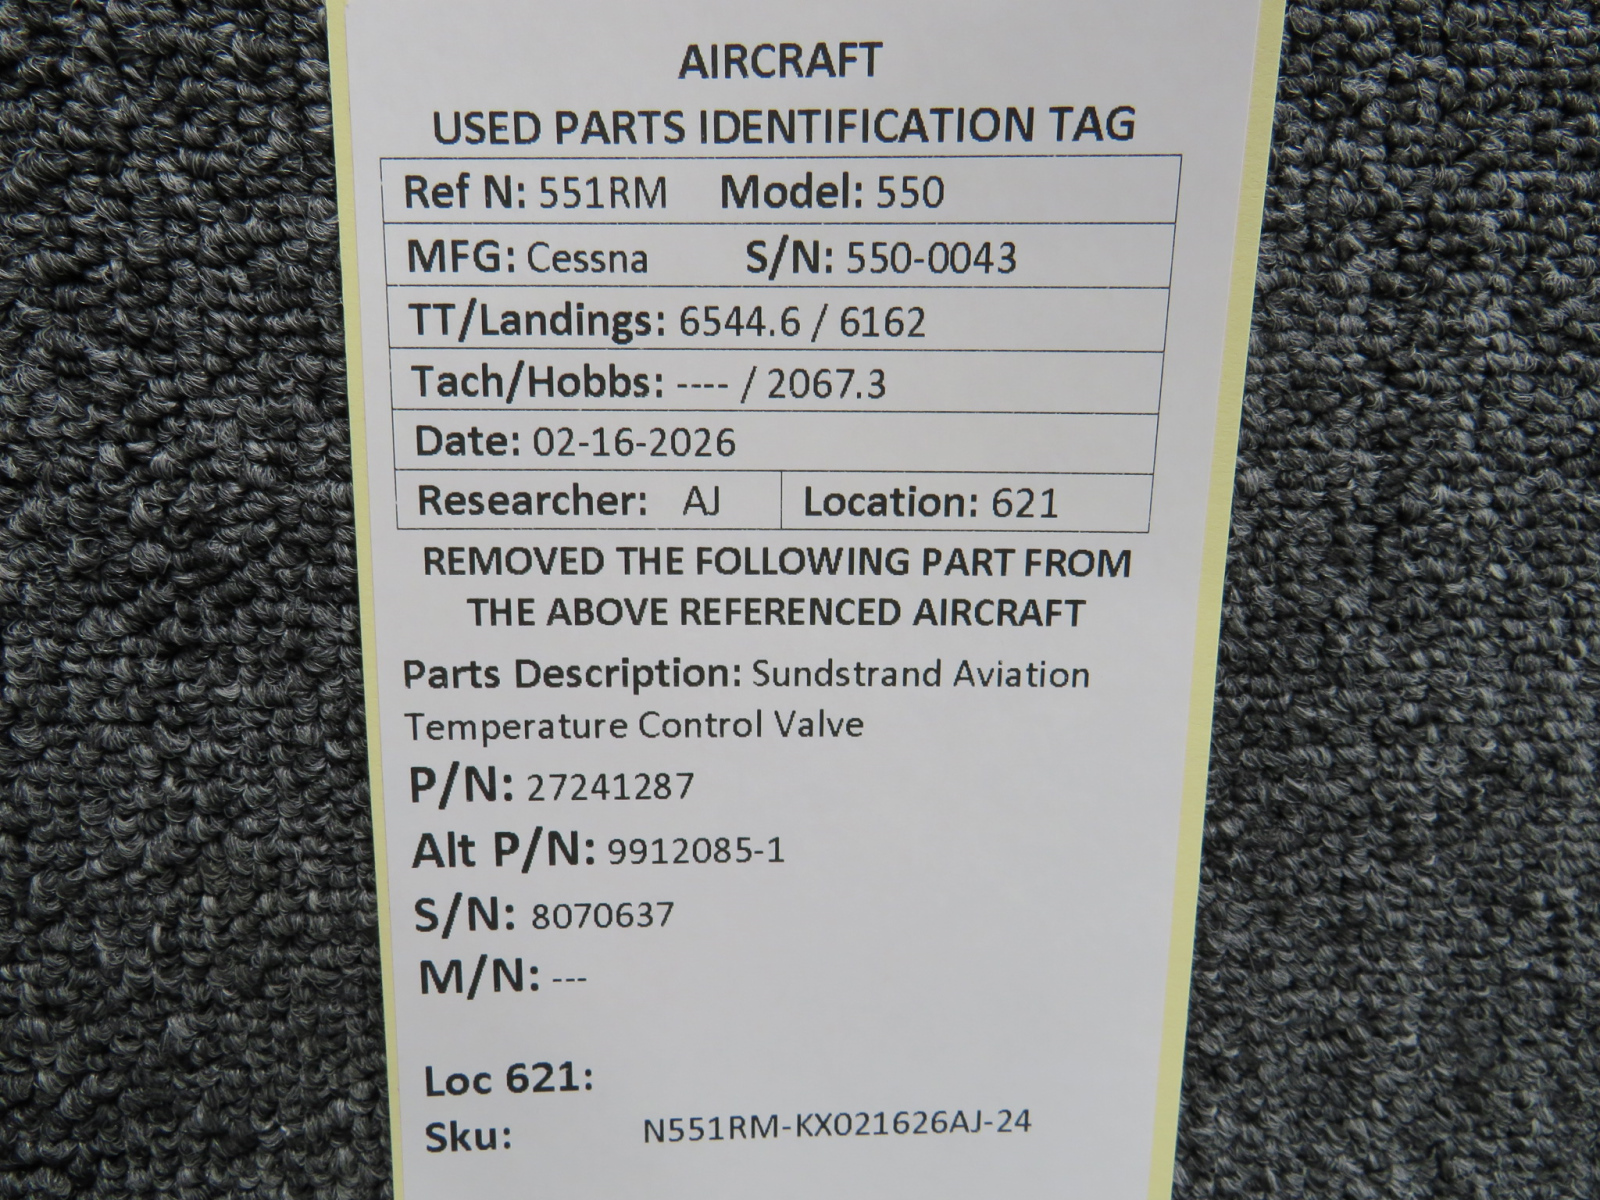 AIRCRAFT
USED PARTS IDENTIFICATION TAG
Ref N: 551RM Model: 550
MFG: Cessna S/N: 550-0043
TT/Landings: 6544.6 / 6162
Tach/Hobbs: ---- / 2067.3
Date: 02-16-2026
Researcher: AJ Location: 621
REMOVED THE FOLLOWING PART FROM
THE ABOVE REFERENCED AIRCRAFT
Parts Description: Sundstrand Aviation
Temperature Control Valve
P/N: 27241287
Alt P/N: 9912085-1
S/N: 8070637
M/N: ---
Loc 621:
Sku: N551RM-KX021626AJ-24